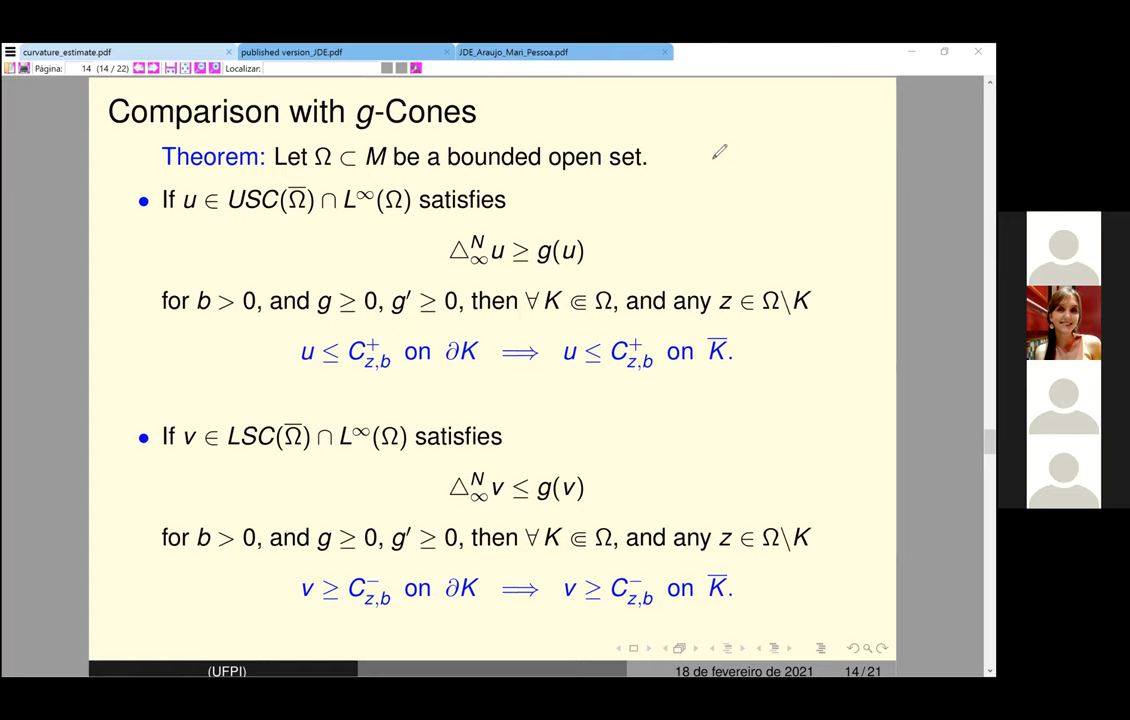 curvature_estimate.pdf × published version_JDE.pdf × JDE_Araujo_Mari_Pessoa.pdf ×
Página: 14 (14 / 22) Localizar:
Comparison with g-Cones
Theorem: Let Ω ⊂ M be a bounded open set.
• If u ∈ USC(Ω̅) ∩ L^∞(Ω) satisfies
△^N_∞ u ≥ g(u)
for b > 0, and g ≥ 0, g′ ≥ 0, then ∀ K ⋐ Ω, and any z ∈ Ω\K
u ≤ C^+_{z,b} on ∂K ⟹ u ≤ C^+_{z,b} on K̅.
• If v ∈ LSC(Ω̅) ∩ L^∞(Ω) satisfies
△^N_∞ v ≤ g(v)
for b > 0, and g ≥ 0, g′ ≥ 0, then ∀ K ⋐ Ω, and any z ∈ Ω\K
v ≥ C^-_{z,b} on ∂K ⟹ v ≥ C^-_{z,b} on K̅.
(UFPI) 18 de fevereiro de 2021 14 / 21